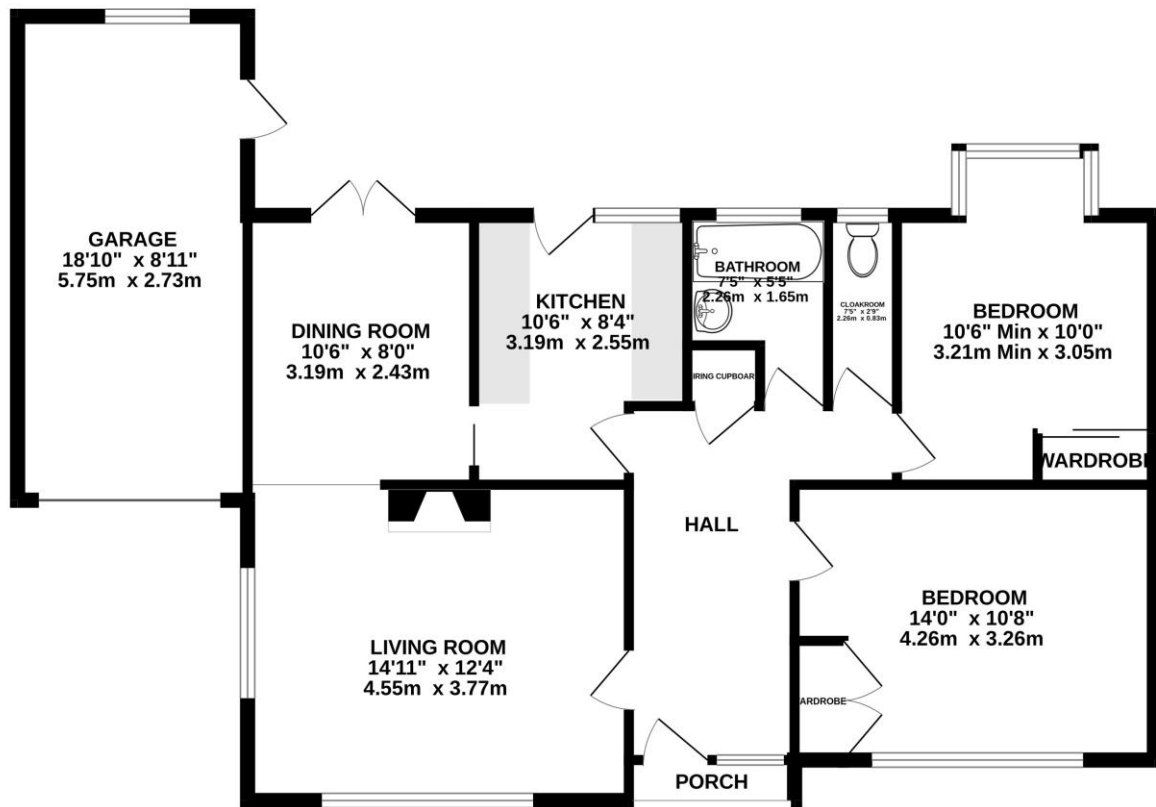 GARAGE
18'10" x 8'11"
5.75m x 2.73m
DINING ROOM
10'6" x 8'0"
3.19m x 2.43m
KITCHEN
10'6" x 8'4"
3.19m x 2.55m
BATHROOM
7'5" x 5'5"
2.26m x 1.65m
CLOAKROOM
7'5" x 2'9"
2.26m x 0.83m
BEDROOM
10'6" Min x 10'0"
3.21m Min x 3.05m
IRING CUPBOAR
WARDROBE
HALL
BEDROOM
14'0" x 10'8"
4.26m x 3.26m
LIVING ROOM
14'11" x 12'4"
4.55m x 3.77m
ARDROBE
PORCH